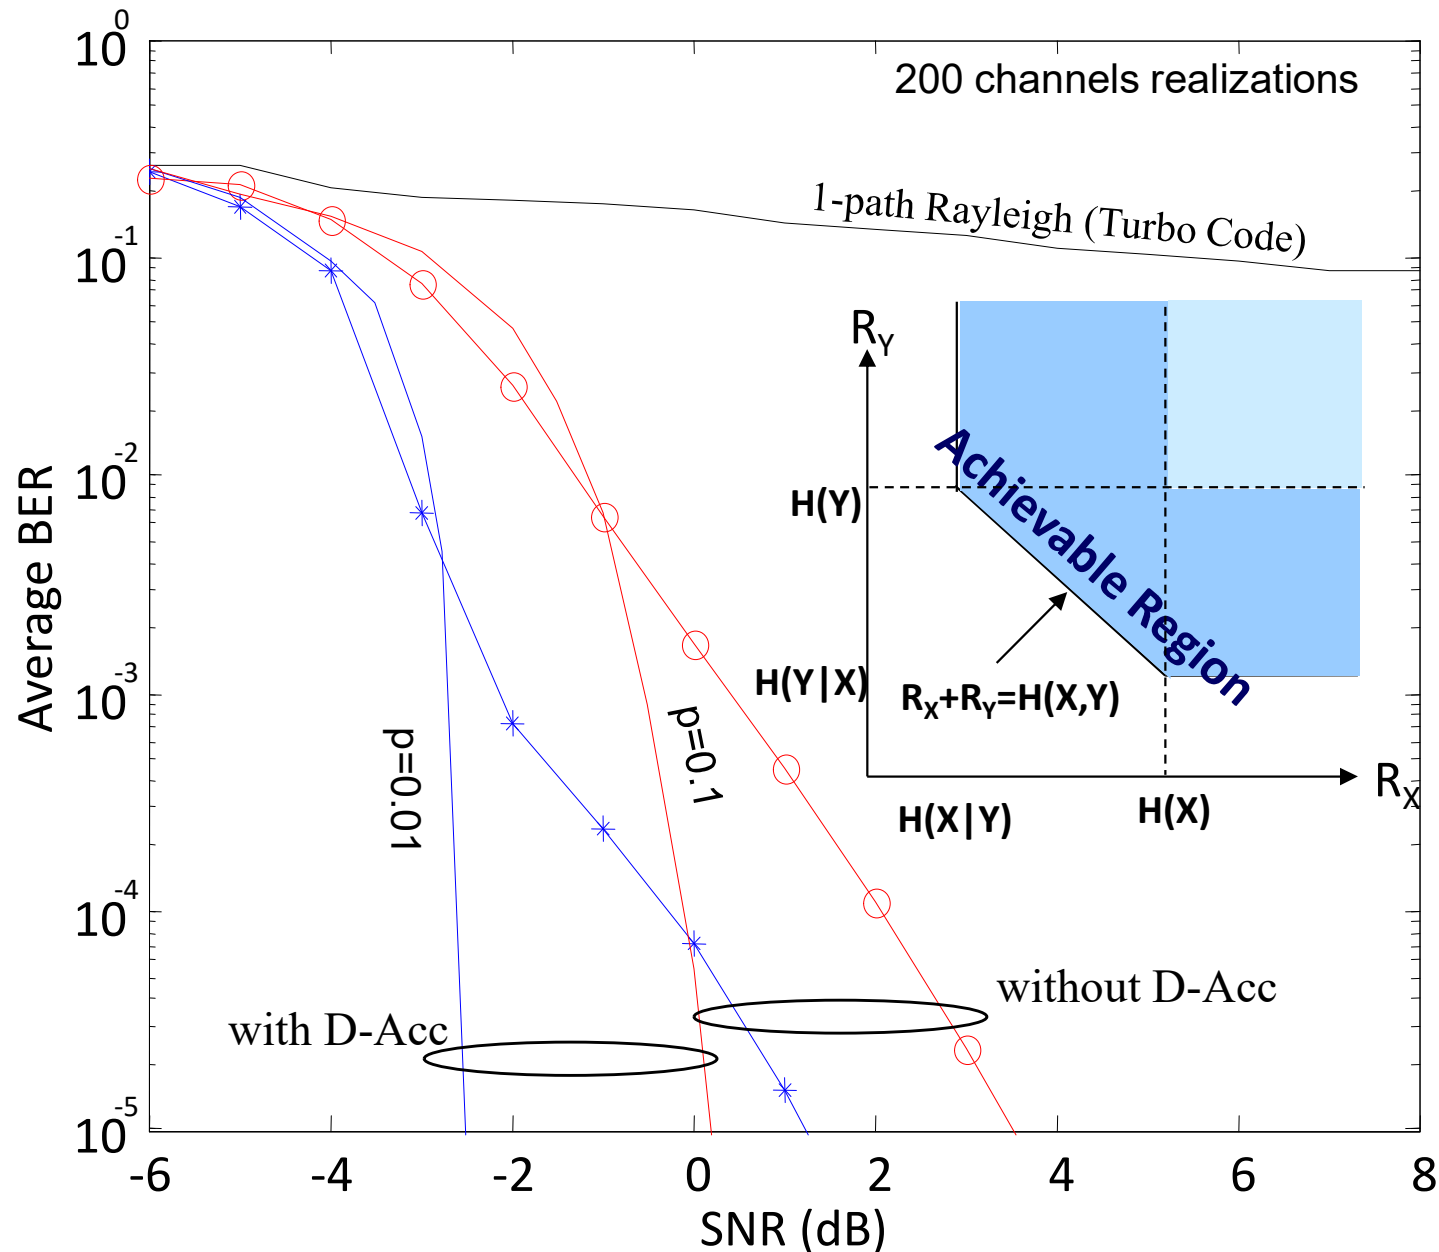 10^0
200 channels realizations
1-path Rayleigh (Turbo Code)
10^-1
R_Y
10^-2
Achievable Region
H(Y)
Average BER
H(Y|X)
R_X+R_Y=H(X,Y)
10^-3
p=0.01
p=0.1
R_X
H(X|Y)
H(X)
10^-4
without D-Acc
with D-Acc
10^-5
-6 -4 -2 0 2 4 6 8
SNR (dB)